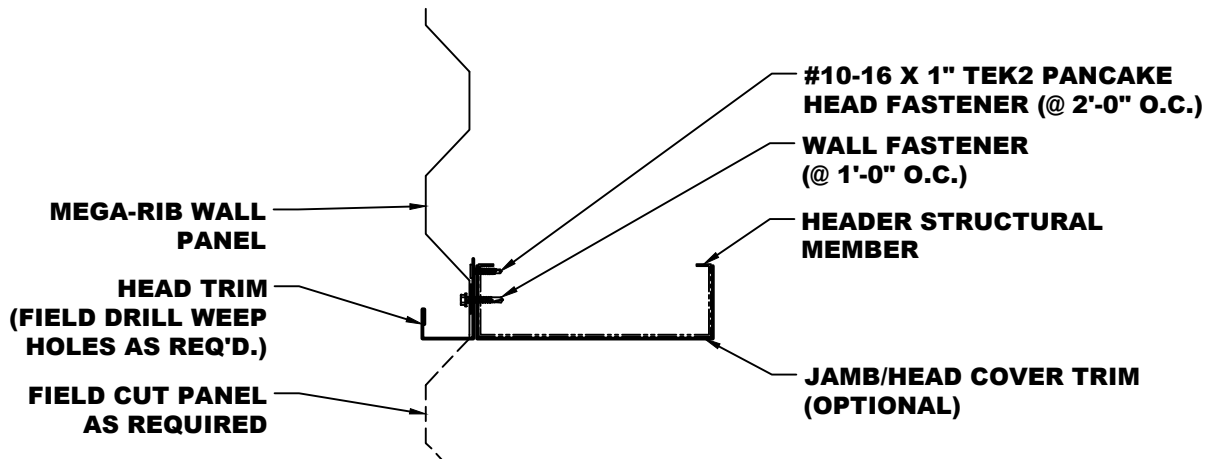 #10-16 X 1" TEK2 PANCAKE
HEAD FASTENER (@ 2'-0" O.C.)
WALL FASTENER
(@ 1'-0" O.C.)
MEGA-RIB WALL
PANEL
HEADER STRUCTURAL
MEMBER
HEAD TRIM
(FIELD DRILL WEEP
HOLES AS REQ'D.)
JAMB/HEAD COVER TRIM
(OPTIONAL)
FIELD CUT PANEL
AS REQUIRED